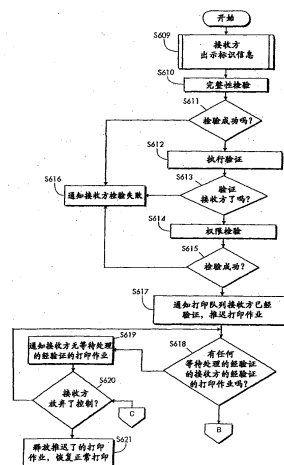 开始
S609
接收方
出示标识信息
S610
完整性检验
S611
检验成功吗?
S612
执行验证
S616
S613
通知接收方检验失败
验证
接收方了吗?
S614
权限检验
S615
检验成功?
S617
通知打印队列接收方已经
验证，推迟打印作业
S619
通知接收方无等待处理
的经验证的打印作业
S618
有任何
等待处理的经验证
的接收方的经验证
的打印作业吗?
S620
接收方
放弃了控制?
C
S621
释放推迟了的打印
作业，恢复正常打印
B